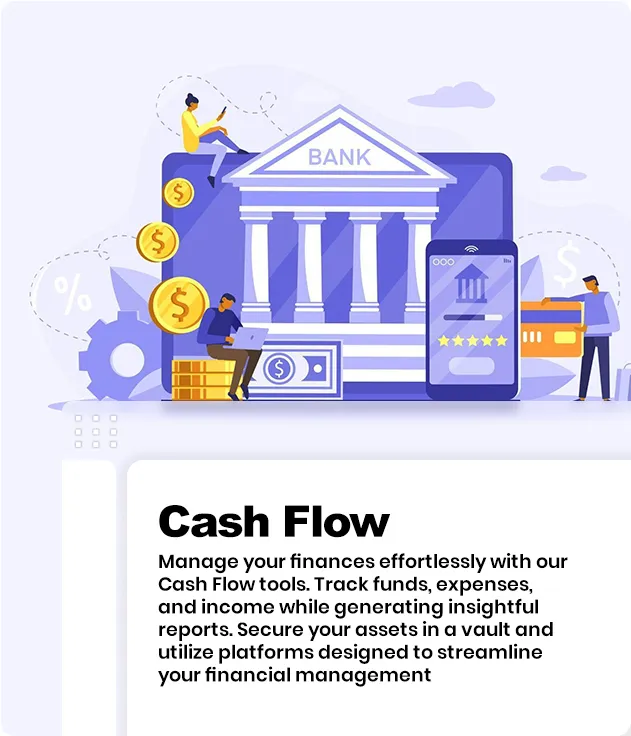 BANK
$
$
%
$
$
$
Cash Flow
Manage your finances effortlessly with our
Cash Flow tools. Track funds, expenses,
and income while generating insightful
reports. Secure your assets in a vault and
utilize platforms designed to streamline
your financial management